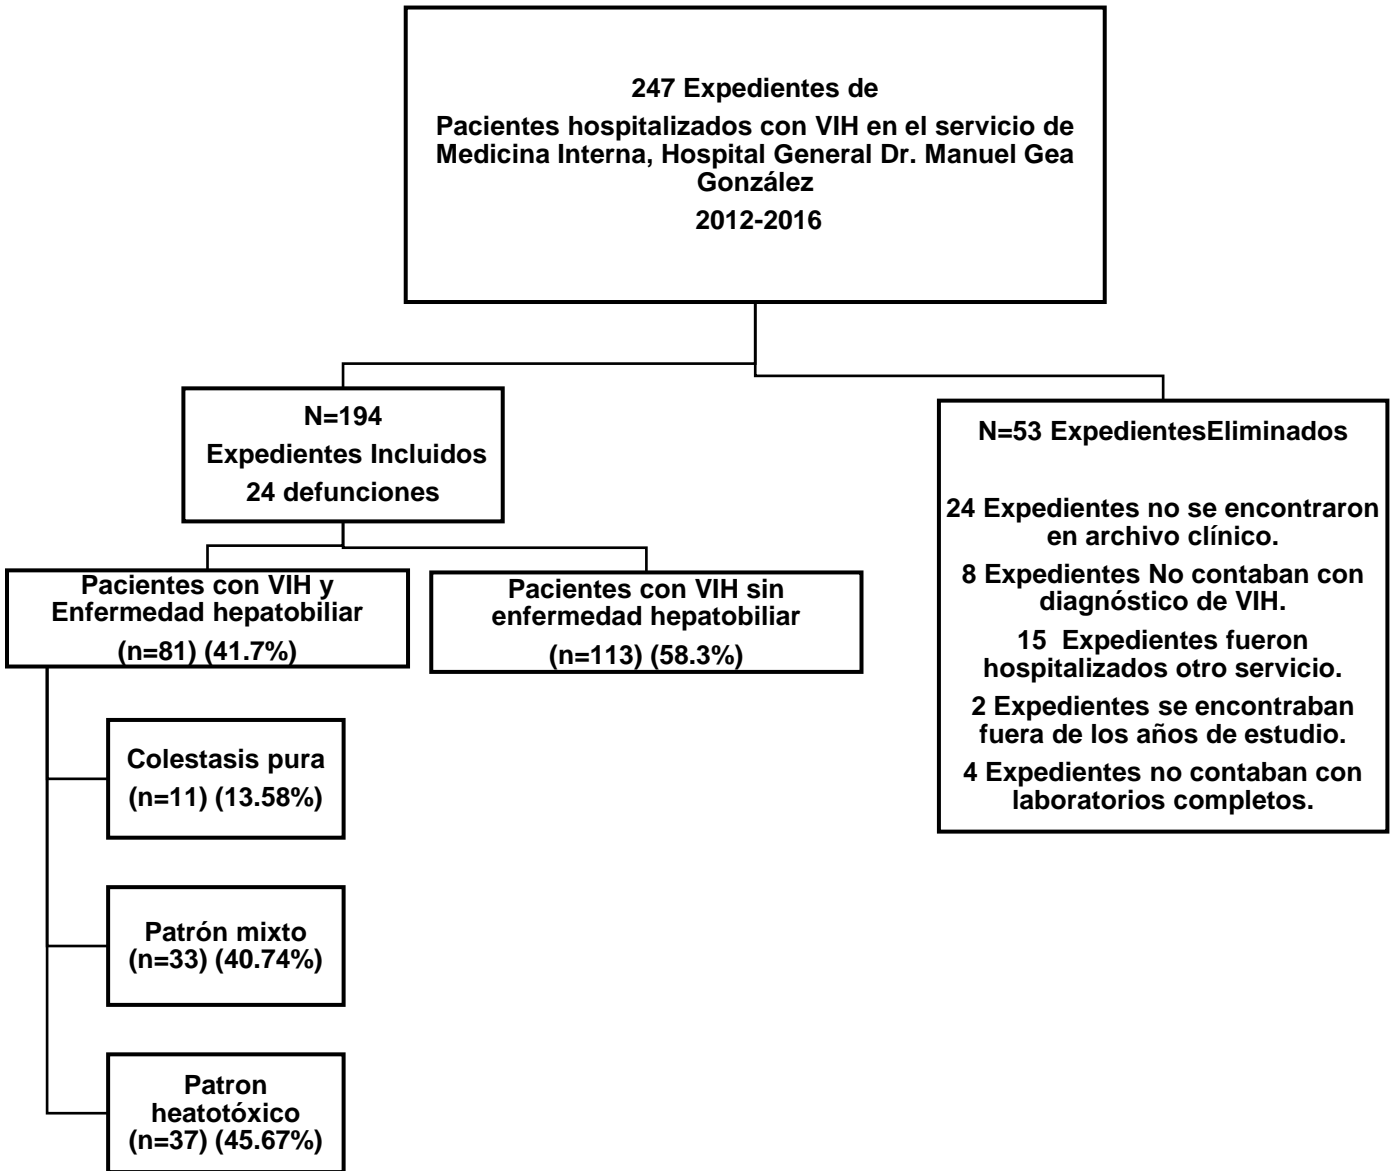 247 Expedientes de
Pacientes hospitalizados con VIH en el servicio de
Medicina Interna, Hospital General Dr. Manuel Gea
González
2012-2016
N=194
Expedientes Incluidos
24 defunciones
N=53 ExpedientesEliminados
24 Expedientes no se encontraron
en archivo clínico.
8 Expedientes No contaban con
diagnóstico de VIH.
15 Expedientes fueron
hospitalizados otro servicio.
2 Expedientes se encontraban
fuera de los años de estudio.
4 Expedientes no contaban con
laboratorios completos.
Pacientes con VIH y
Enfermedad hepatobiliar
(n=81) (41.7%)
Pacientes con VIH sin
enfermedad hepatobiliar
(n=113) (58.3%)
Colestasis pura
(n=11) (13.58%)
Patrón mixto
(n=33) (40.74%)
Patron
heatotóxico
(n=37) (45.67%)